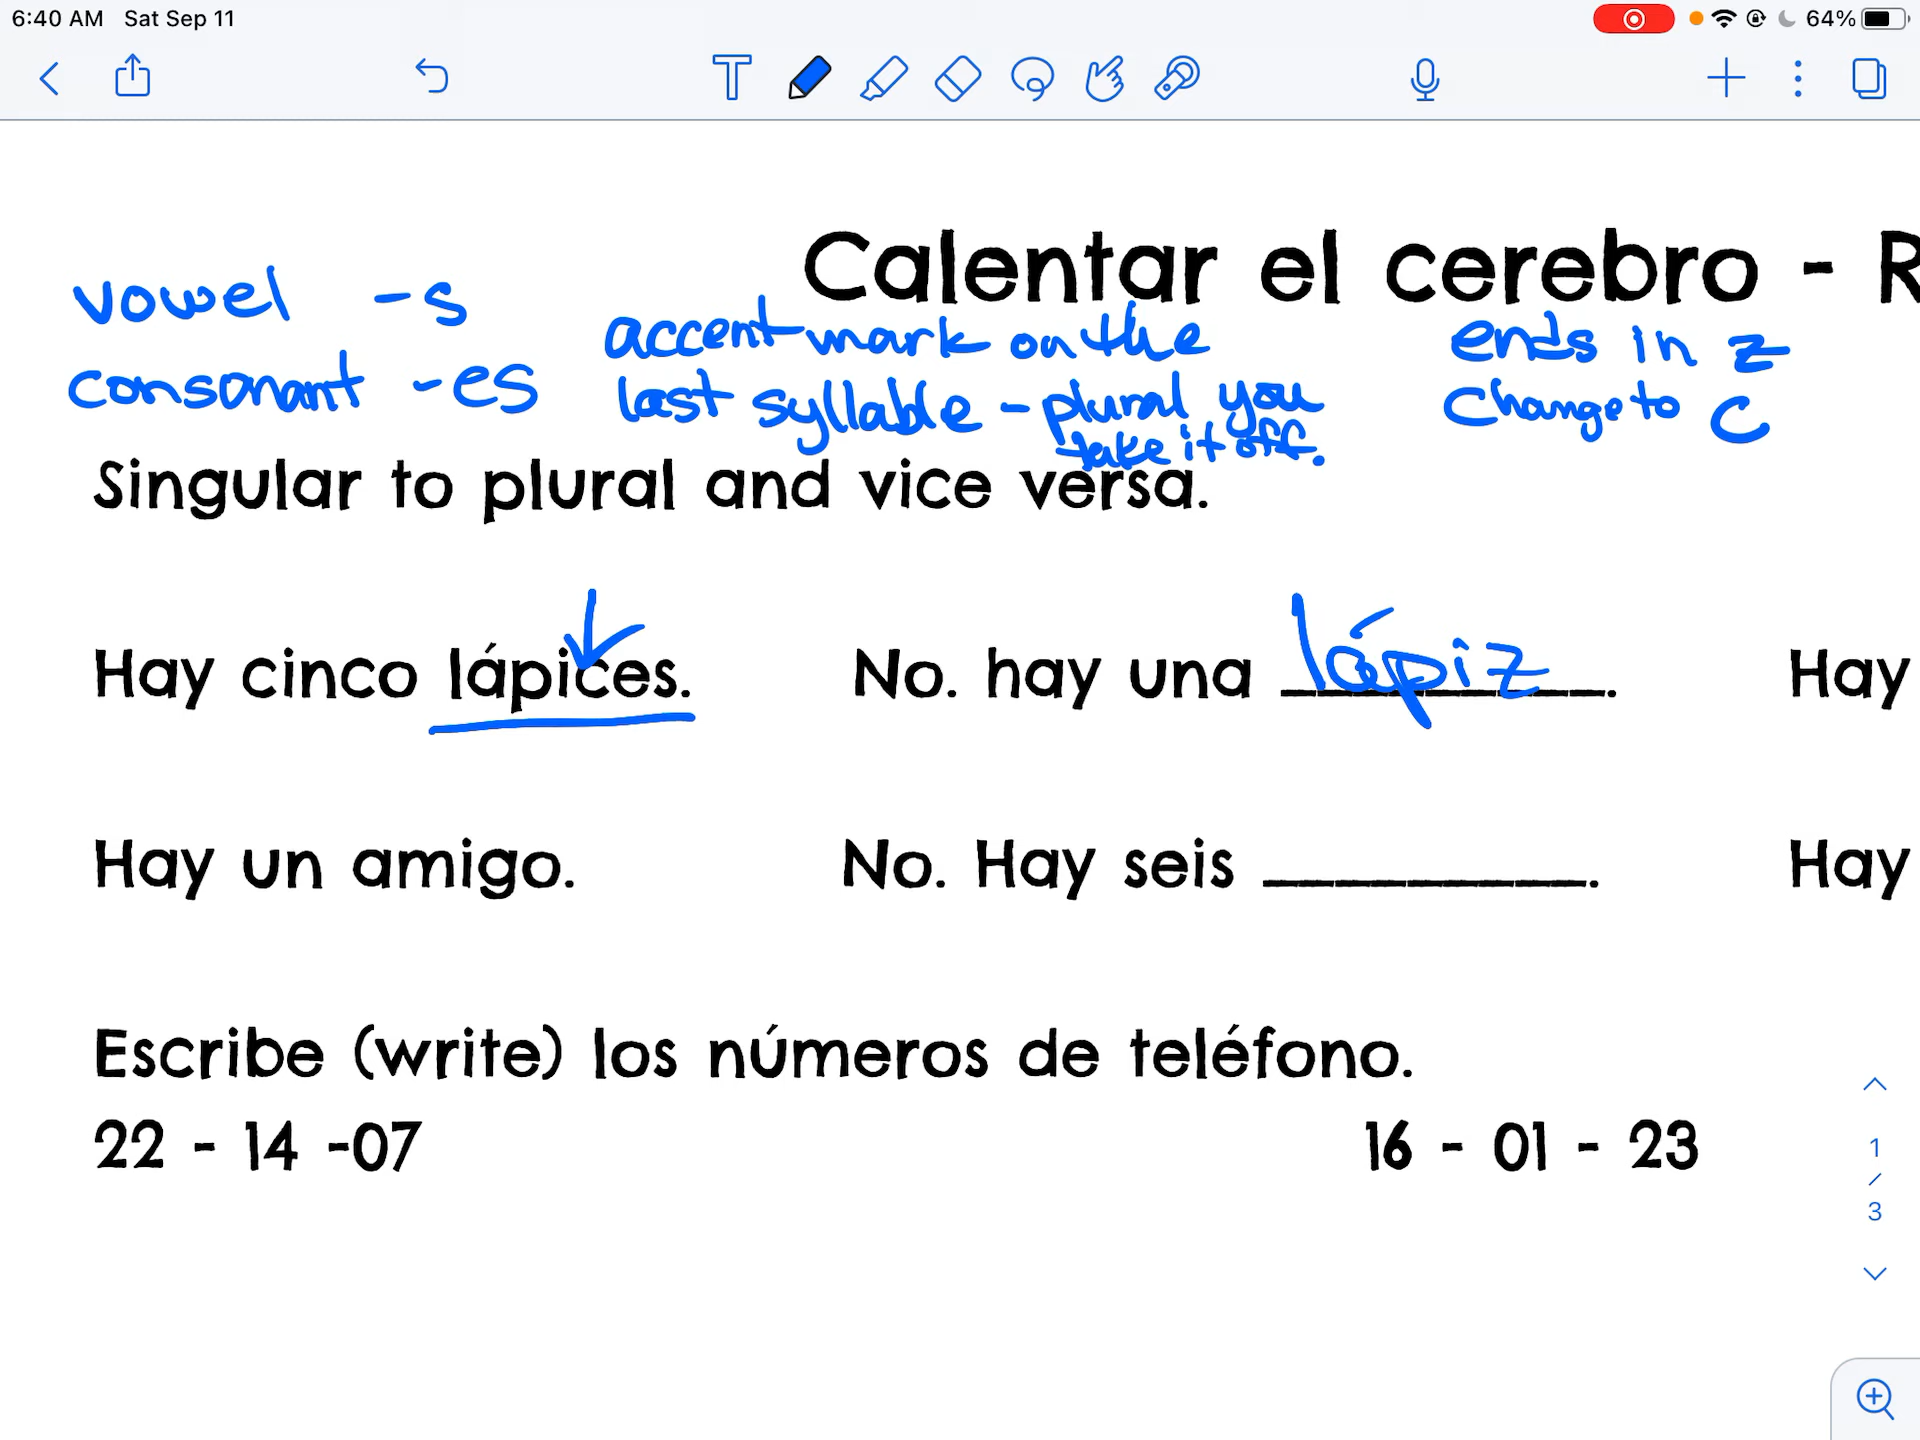 6:40 AM Sat Sep 11 64%
Calentar el cerebro - R
vowel -s
consonant -es
accent mark on the
last syllable - plural you
take it off.
ends in z
change to c
Singular to plural and vice versa.
Hay cinco lápices. No. hay una lápiz. Hay
Hay un amigo. No. Hay seis _________. Hay
Escribe (write) los números de teléfono.
22 - 14 -07 16 - 01 - 23
1
/
3